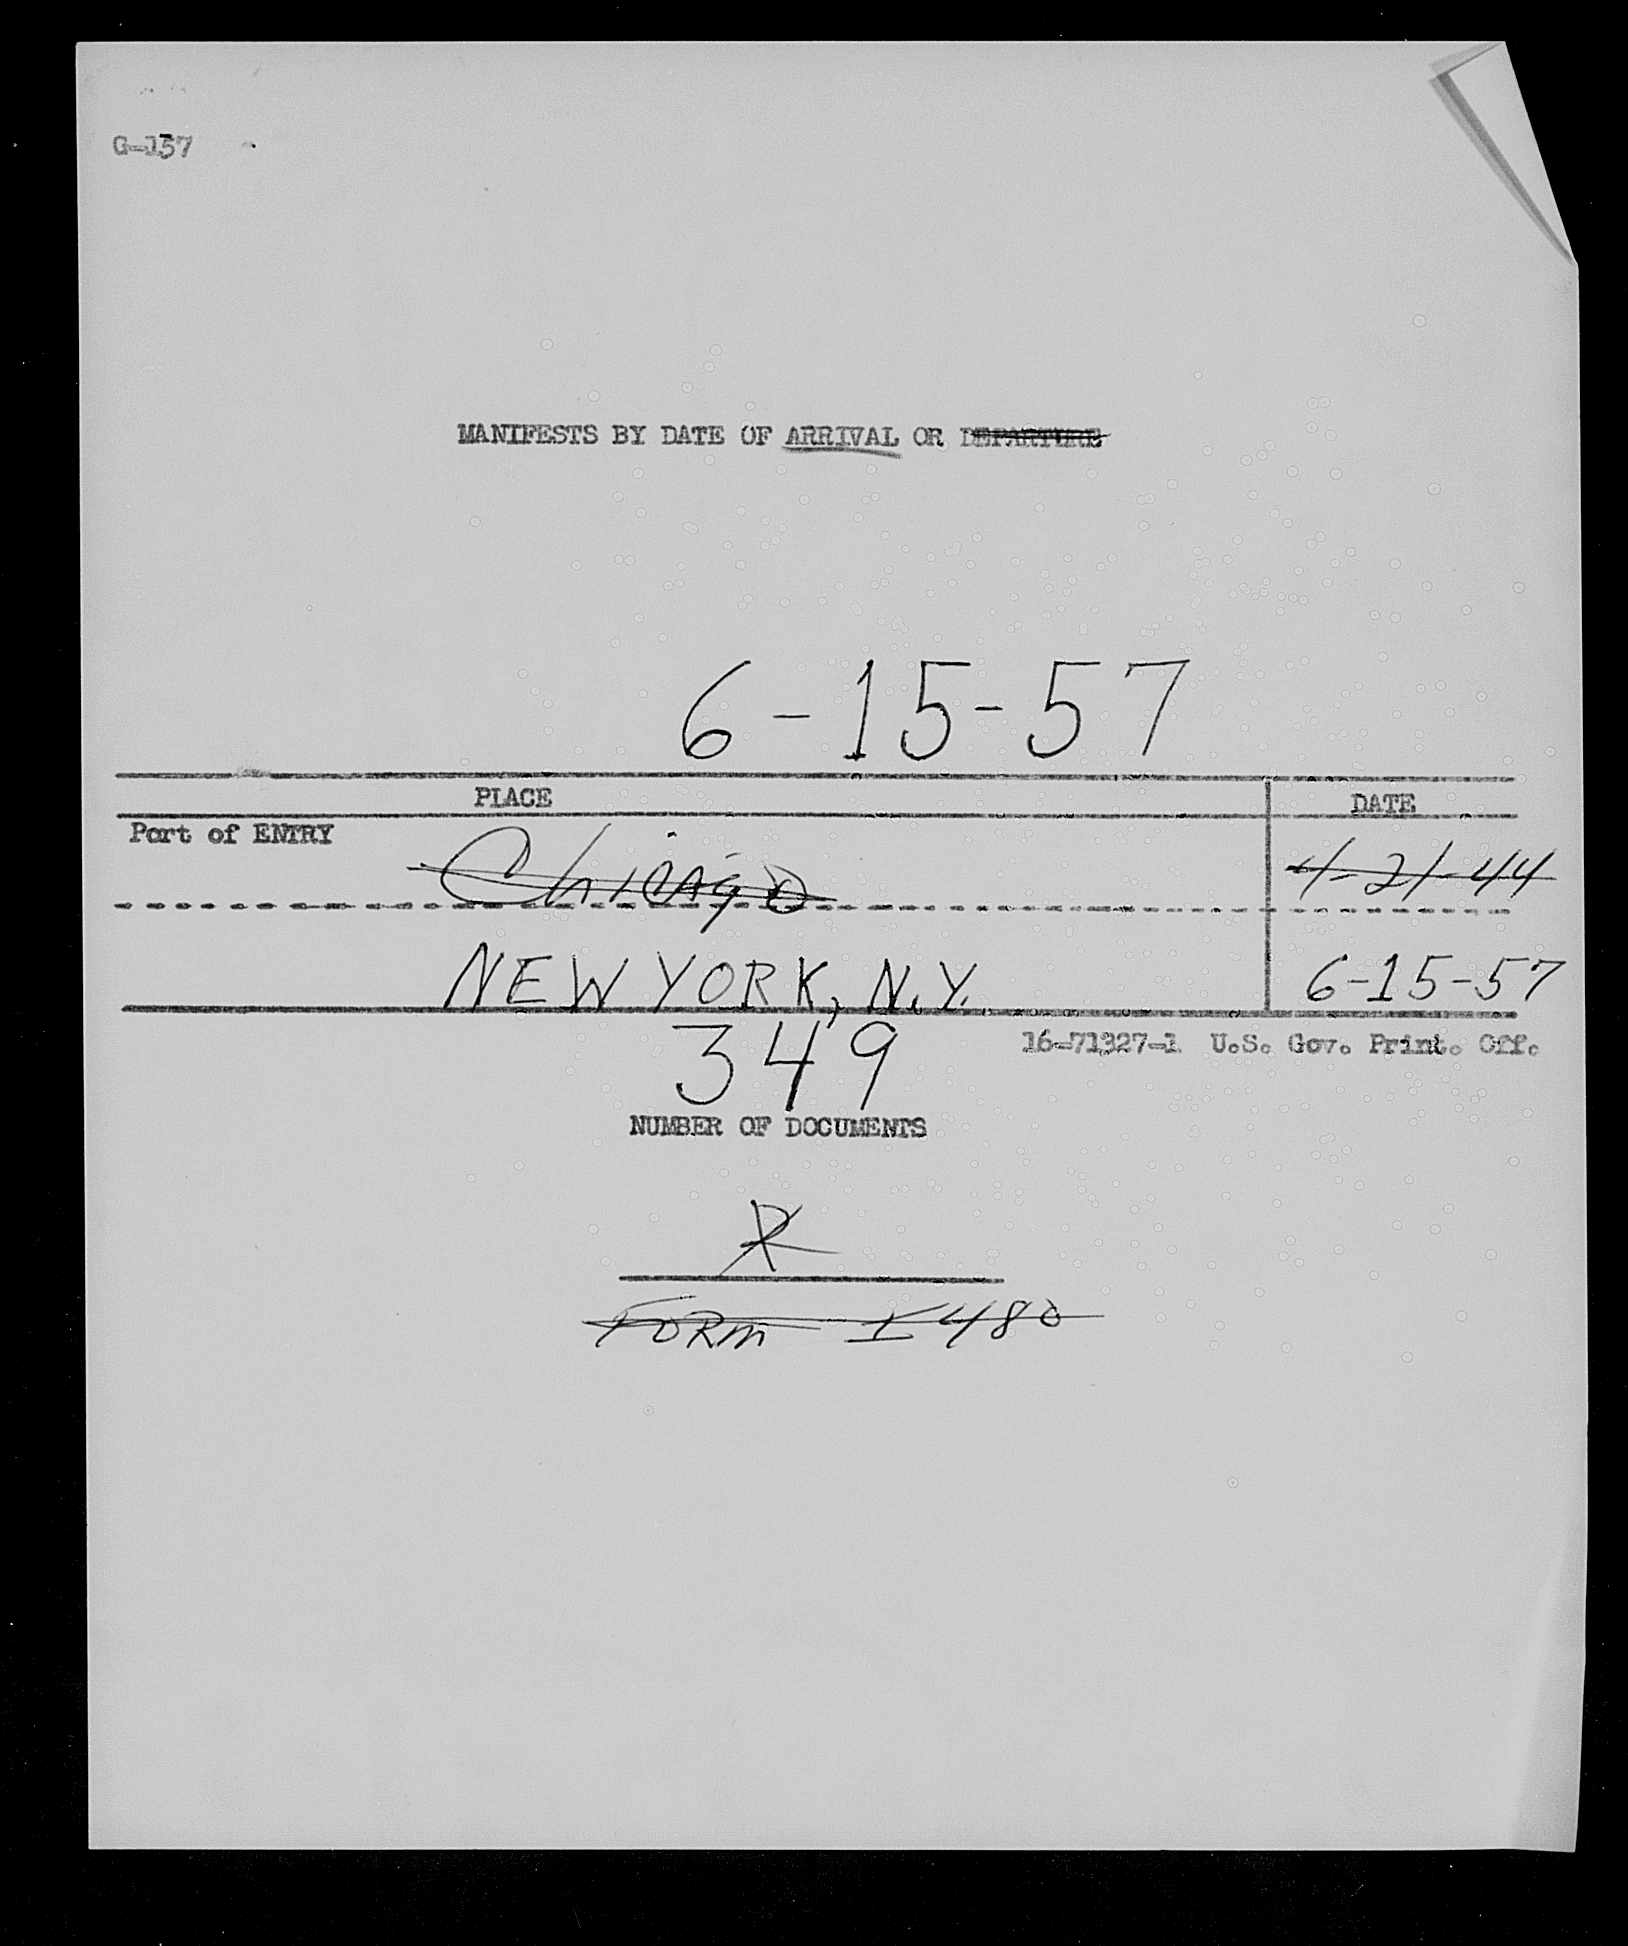 G-157
MANIFESTS BY DATE OF ARRIVAL OR DEPARTURE
6-15-57
PLACE DATE
Port of ENTRY
Chicago 4-21-44
NEW YORK, N.Y. 6-15-57
349
16-71327-1 U.S. Gov. Print. Off.
NUMBER OF DOCUMENTS
FORM I 480